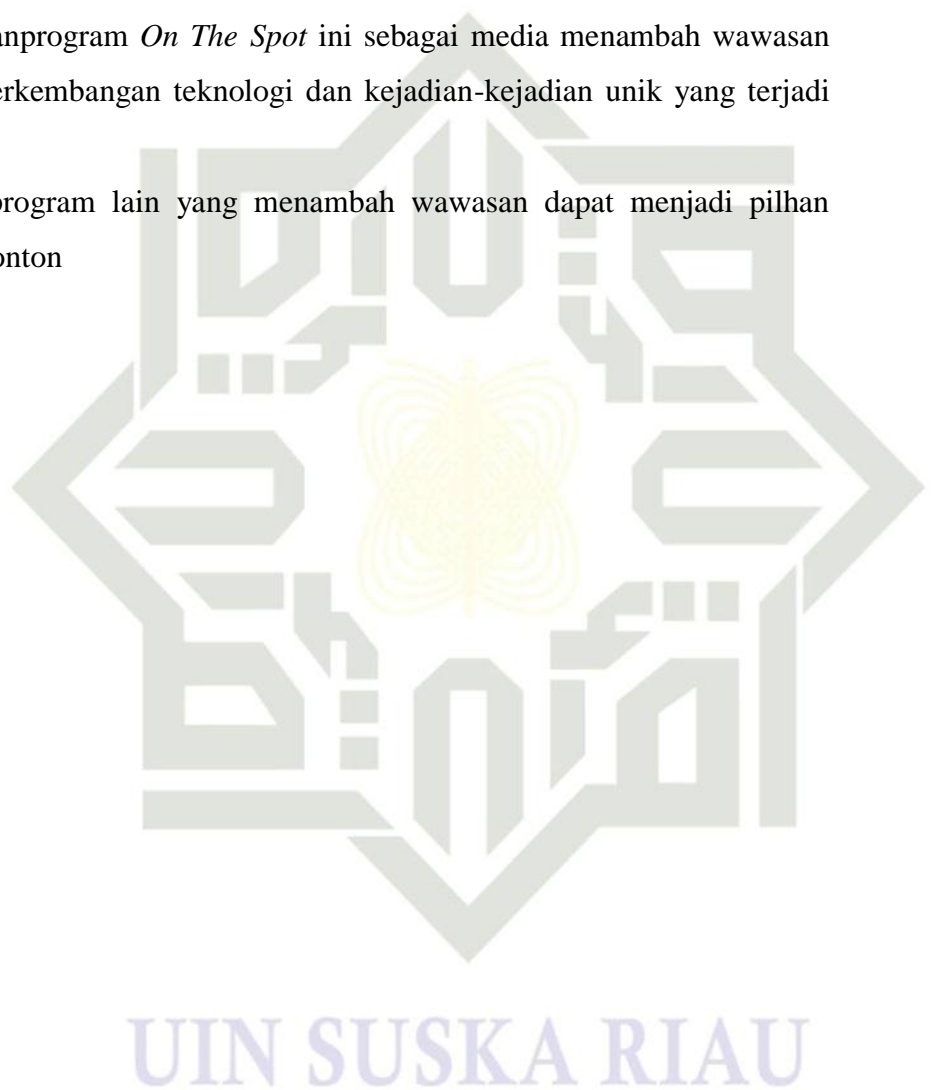 anprogram On The Spot ini sebagai media menambah wawasan
erkembangan teknologi dan kejadian-kejadian unik yang terjadi
program lain yang menambah wawasan dapat menjadi pilhan
onton
UIN SUSKA RIAU